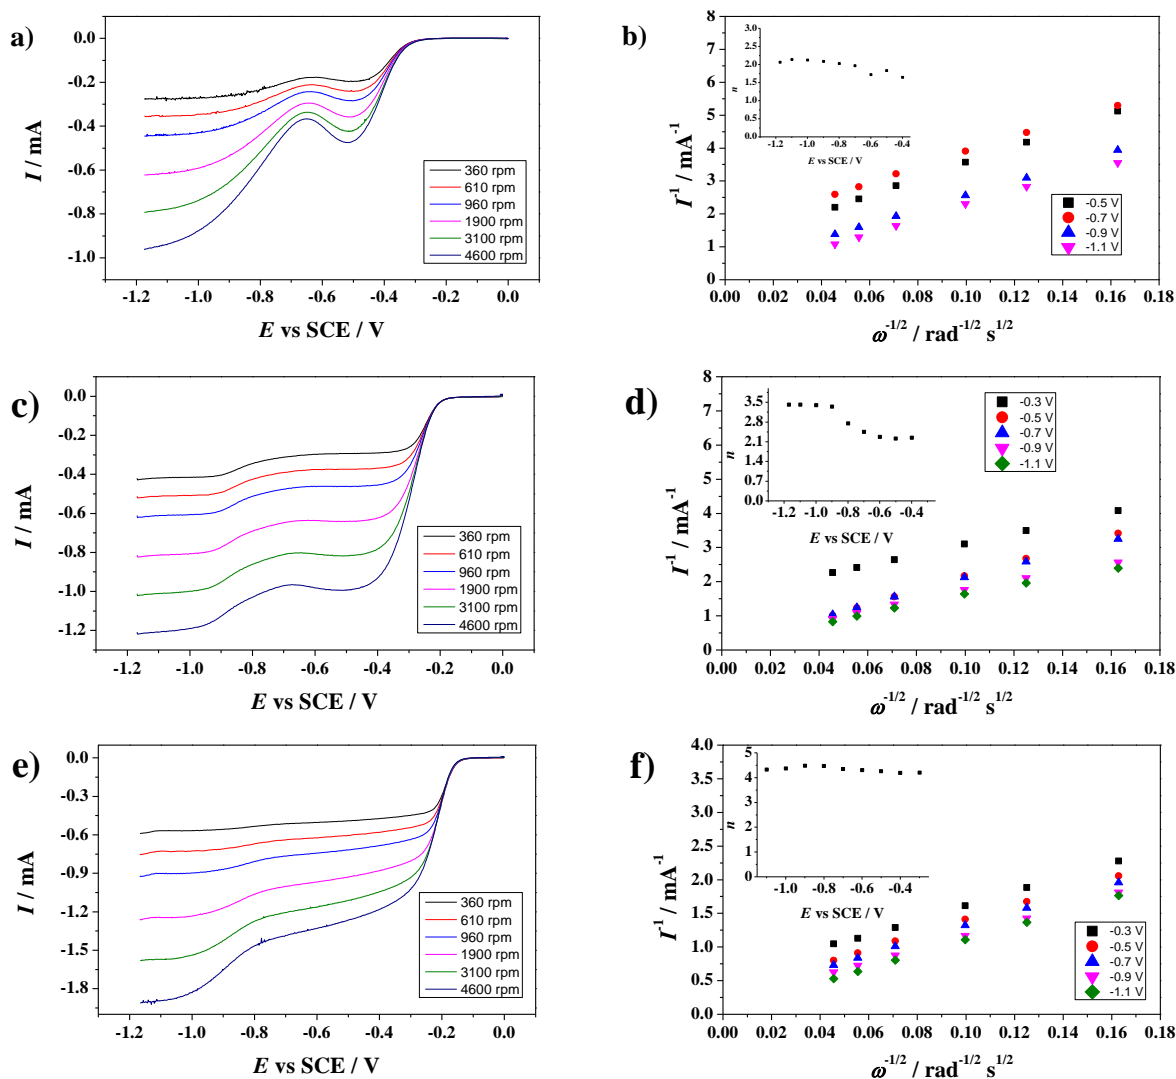 a)
0.0
-0.2
-0.4
-0.6
-0.8
-1.0
I / mA
360 rpm
610 rpm
960 rpm
1900 rpm
3100 rpm
4600 rpm
-1.2 -1.0 -0.8 -0.6 -0.4 -0.2 0.0
E vs SCE / V
b)
8
7
6
5
4
3
2
1
0
I⁻¹ / mA⁻¹
3.0
2.5
2.0
1.5
1.0
0.5
0.0
n
-1.2 -1.0 -0.8 -0.6 -0.4
E vs SCE / V
-0.5 V
-0.7 V
-0.9 V
-1.1 V
0.00 0.02 0.04 0.06 0.08 0.10 0.12 0.14 0.16 0.18
ω⁻¹/² / rad⁻¹/² s¹/²
c)
0.0
-0.2
-0.4
-0.6
-0.8
-1.0
-1.2
I / mA
360 rpm
610 rpm
960 rpm
1900 rpm
3100 rpm
4600 rpm
-1.2 -1.0 -0.8 -0.6 -0.4 -0.2 0.0
E vs SCE / V
d)
8
7
6
5
4
3
2
1
0
I⁻¹ / mA⁻¹
3.5
2.8
2.1
1.4
0.7
0.0
n
-1.2 -1.0 -0.8 -0.6 -0.4
E vs SCE / V
-0.3 V
-0.5 V
-0.7 V
-0.9 V
-1.1 V
0.00 0.02 0.04 0.06 0.08 0.10 0.12 0.14 0.16 0.18
ω⁻¹/² / rad⁻¹/² s¹/²
e)
0.0
-0.3
-0.6
-0.9
-1.2
-1.5
-1.8
I / mA
360 rpm
610 rpm
960 rpm
1900 rpm
3100 rpm
4600 rpm
-1.2 -1.0 -0.8 -0.6 -0.4 -0.2 0.0
E vs SCE / V
f)
4.0
3.5
3.0
2.5
2.0
1.5
1.0
0.5
0.0
I⁻¹ / mA⁻¹
5
4
3
2
1
0
n
-1.0 -0.8 -0.6 -0.4
E vs SCE / V
-0.3 V
-0.5 V
-0.7 V
-0.9 V
-1.1 V
0.00 0.02 0.04 0.06 0.08 0.10 0.12 0.14 0.16 0.18
ω⁻¹/² / rad⁻¹/² s¹/²